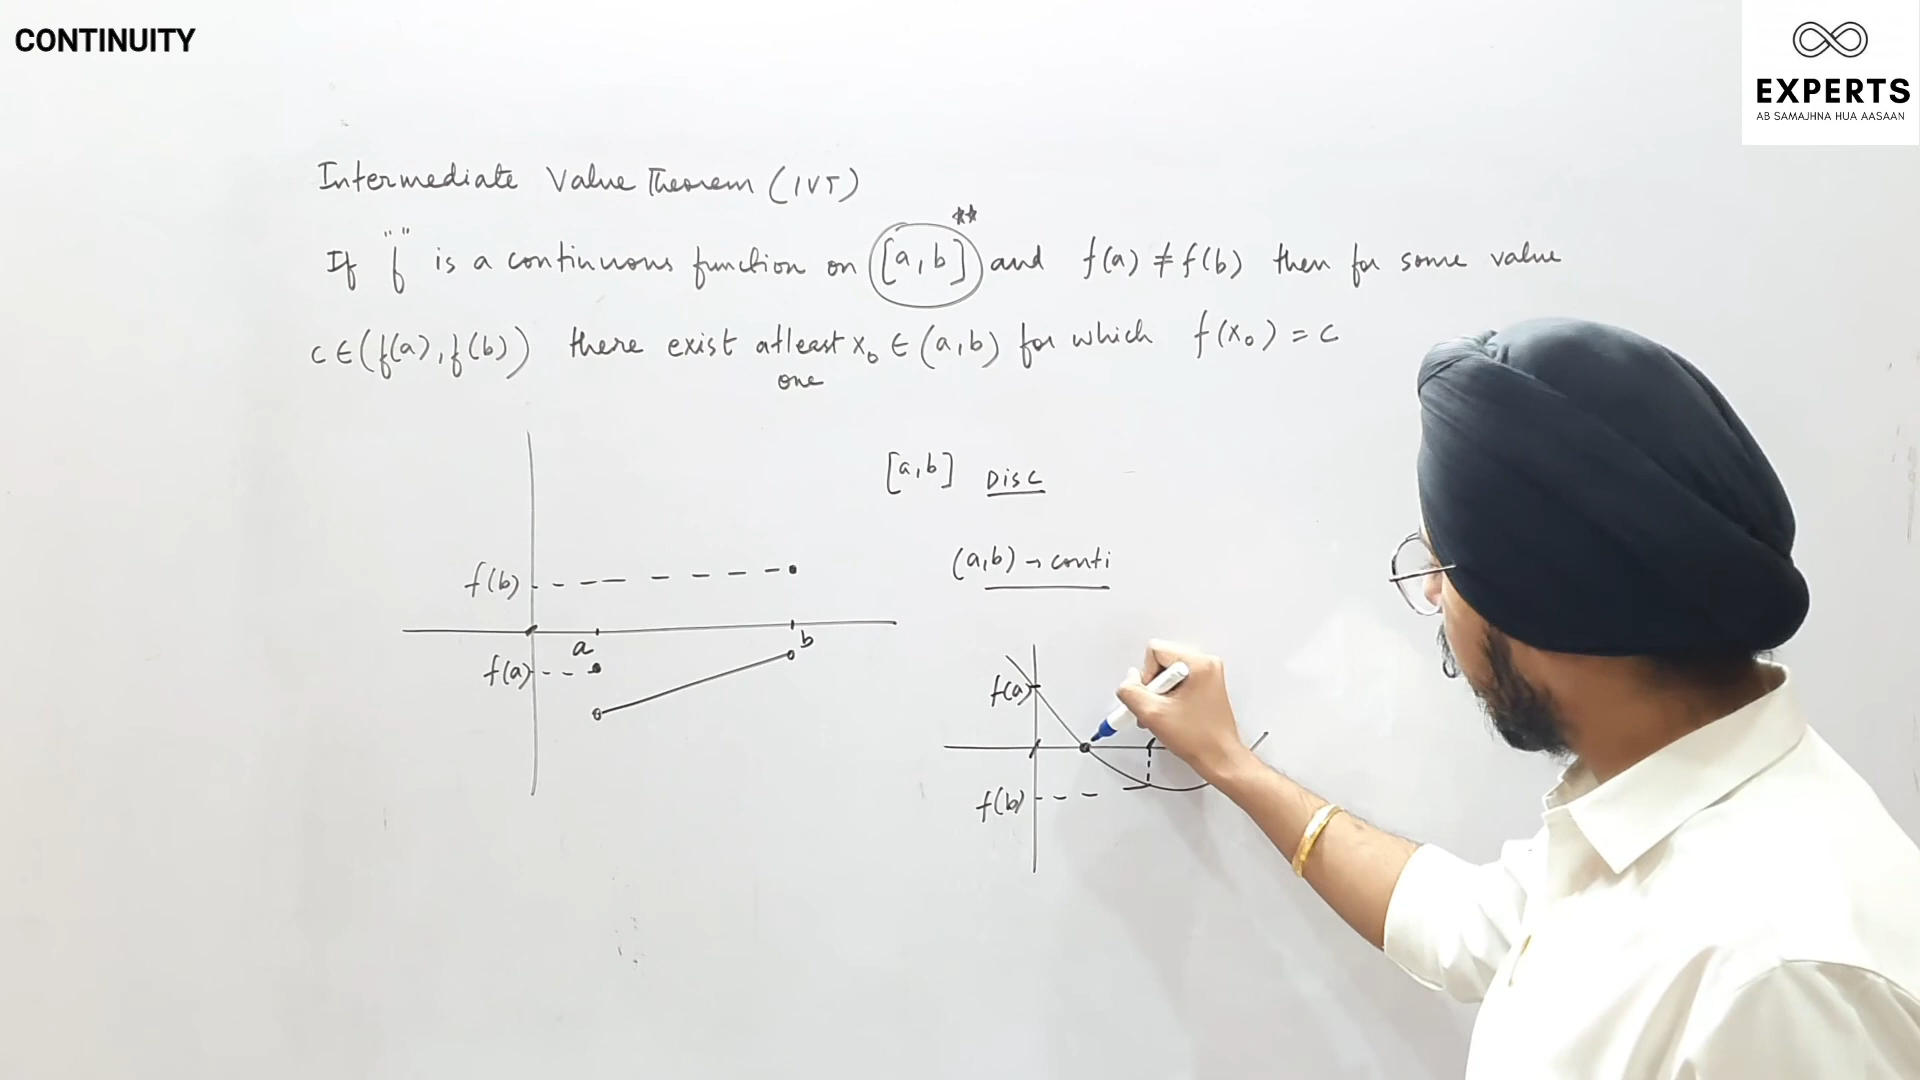 CONTINUITY
EXPERTS
AB SAMAJHNA HUA AASAAN
Intermediate Value Theorem (IVT)
If "f" is a continuous function on [a,b]** and f(a) ≠ f(b) then for some value
c ∈ (f(a), f(b)) there exist atleast one x₀ ∈ (a,b) for which f(x₀) = c
[a,b] DISC
(a,b) → conti
f(b)
a
b
f(a)
f(a)
f(b)